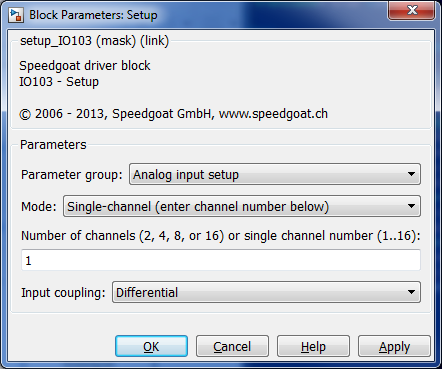 Block Parameters: Setup
setup_IO103 (mask) (link)
Speedgoat driver block
IO103 - Setup
© 2006 - 2013, Speedgoat GmbH, www.speedgoat.ch
Parameters
Parameter group: Analog input setup
Mode: Single-channel (enter channel number below)
Number of channels (2, 4, 8, or 16) or single channel number (1..16):
1
Input coupling: Differential
OK Cancel Help Apply